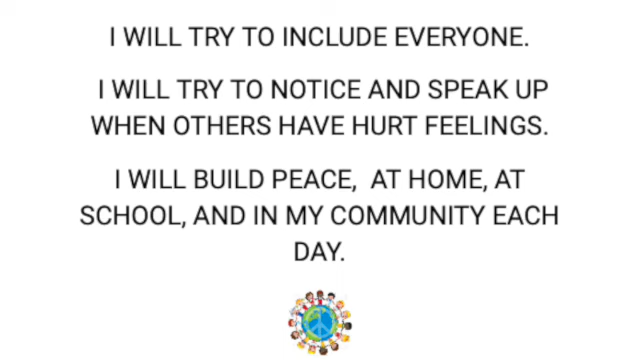 I WILL TRY TO INCLUDE EVERYONE.
I WILL TRY TO NOTICE AND SPEAK UP
WHEN OTHERS HAVE HURT FEELINGS.
I WILL BUILD PEACE,  AT HOME, AT
SCHOOL, AND IN MY COMMUNITY EACH
DAY.